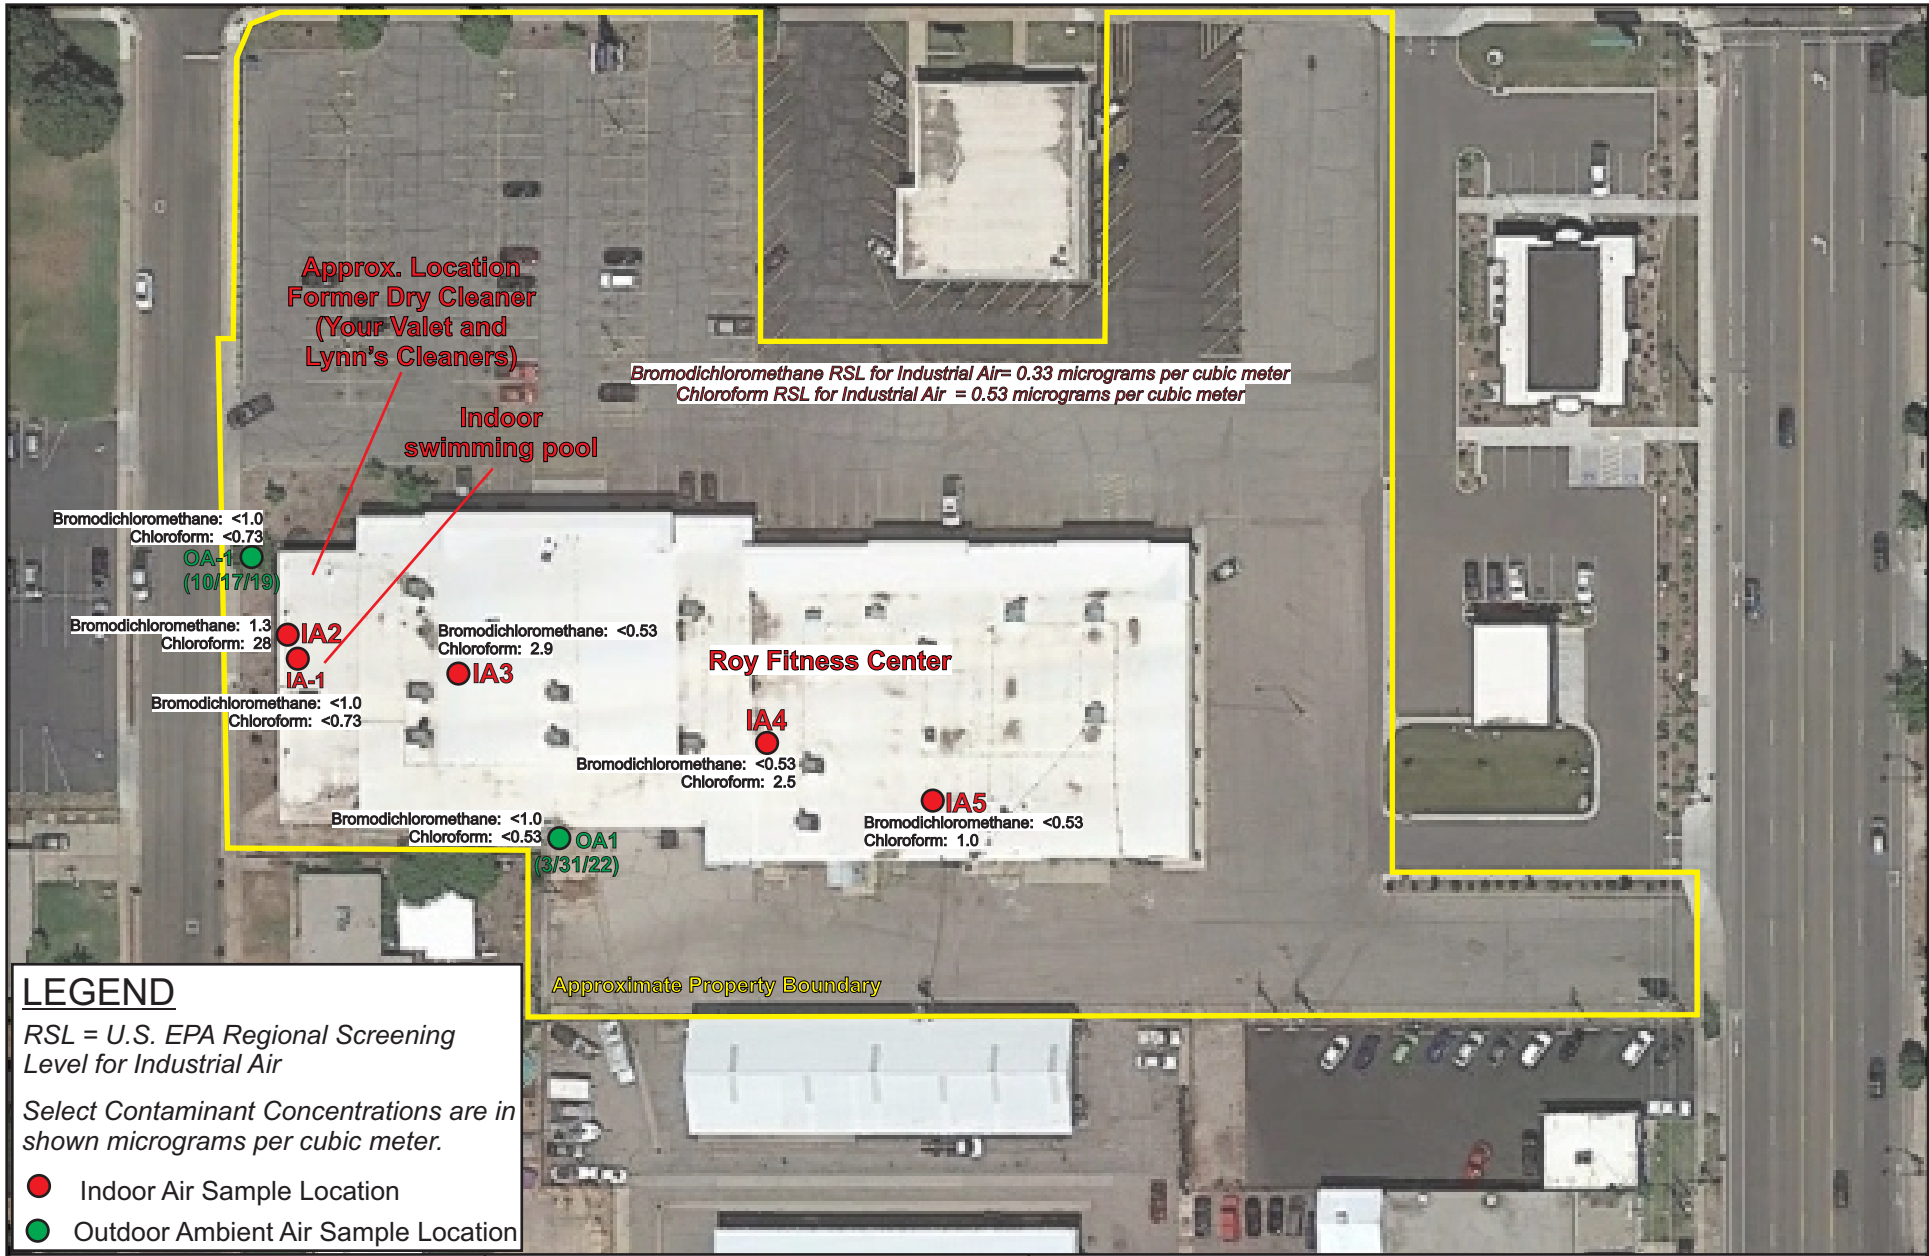 Approx. Location
Former Dry Cleaner
(Your Valet and
Lynn's Cleaners)
Bromodichloromethane RSL for Industrial Air= 0.33 micrograms per cubic meter
Chloroform RSL for Industrial Air = 0.53 micrograms per cubic meter
Indoor
swimming pool
Bromodichloromethane: <1.0
Chloroform: <0.73
OA-1
(10/17/19)
Bromodichloromethane: 1.3
Chloroform: 28
IA2
IA-1
Bromodichloromethane: <1.0
Chloroform: <0.73
Bromodichloromethane: <0.53
Chloroform: 2.9
IA3
Roy Fitness Center
IA4
Bromodichloromethane: <0.53
Chloroform: 2.5
IA5
Bromodichloromethane: <0.53
Chloroform: 1.0
Bromodichloromethane: <1.0
Chloroform: <0.53
OA1
(3/31/22)
Approximate Property Boundary
LEGEND
RSL = U.S. EPA Regional Screening
Level for Industrial Air
Select Contaminant Concentrations are in
shown micrograms per cubic meter.
Indoor Air Sample Location
Outdoor Ambient Air Sample Location